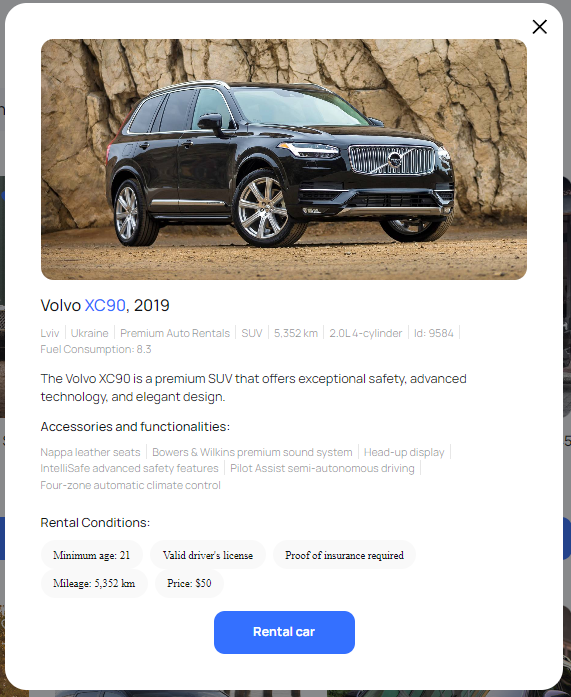 Volvo XC90, 2019
Lviv | Ukraine | Premium Auto Rentals | SUV | 5,352 km | 2.0L 4-cylinder | Id: 9584 |
Fuel Consumption: 8.3
The Volvo XC90 is a premium SUV that offers exceptional safety, advanced
technology, and elegant design.
Accessories and functionalities:
Nappa leather seats | Bowers & Wilkins premium sound system | Head-up display |
IntelliSafe advanced safety features | Pilot Assist semi-autonomous driving |
Four-zone automatic climate control
Rental Conditions:
Minimum age: 21 Valid driver's license Proof of insurance required
Mileage: 5,352 km Price: $50
Rental car